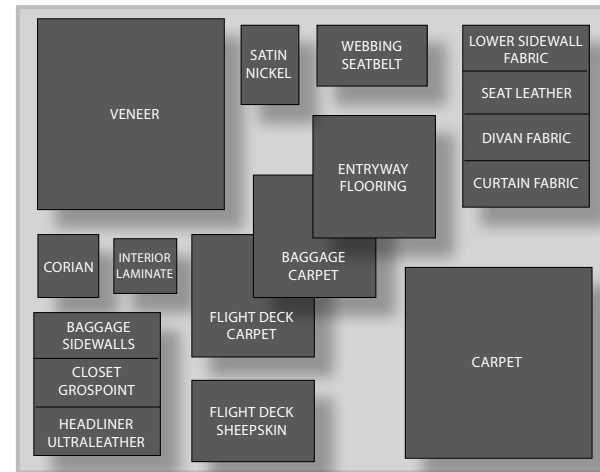 VENEER
SATIN
NICKEL
WEBBING
SEATBELT
LOWER SIDEWALL
FABRIC
SEAT LEATHER
DIVAN FABRIC
CURTAIN FABRIC
ENTRYWAY
FLOORING
BAGGAGE
CARPET
CORIAN
INTERIOR
LAMINATE
FLIGHT DECK
CARPET
BAGGAGE
SIDEWALLS
CLOSET
GROSPOINT
HEADLINER
ULTRALEATHER
FLIGHT DECK
SHEEPSKIN
CARPET